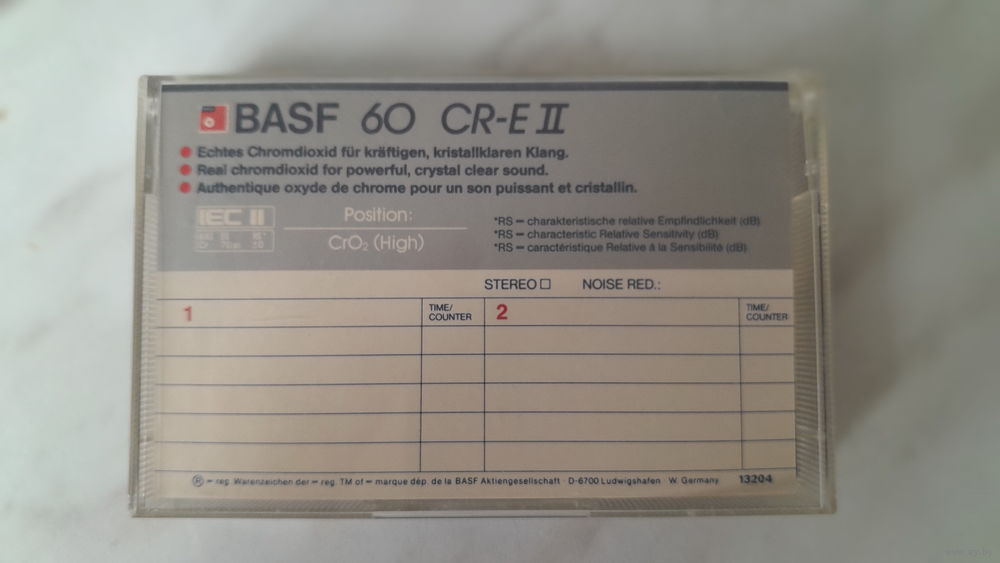 BASF 60 CR-E II
Echtes Chromdioxid für kräftigen, kristallklaren Klang.
Real chromdioxid for powerful, crystal clear sound.
Authentique oxyde de chrome pour un son puissant et cristallin.
IEC II
Position:
CrO₂ (High)
*RS = charakteristische relative Empfindlichkeit (dB)
*RS = characteristic Relative Sensitivity (dB)
*RS = caractéristique Relative à la Sensibilité (dB)
STEREO □ NOISE RED.:
1 TIME/ COUNTER 2 TIME/ COUNTER
® = reg. Warenzeichen der = reg. TM of = marque dép. de la BASF Aktiengesellschaft · D-6700 Ludwigshafen · W. Germany 13204